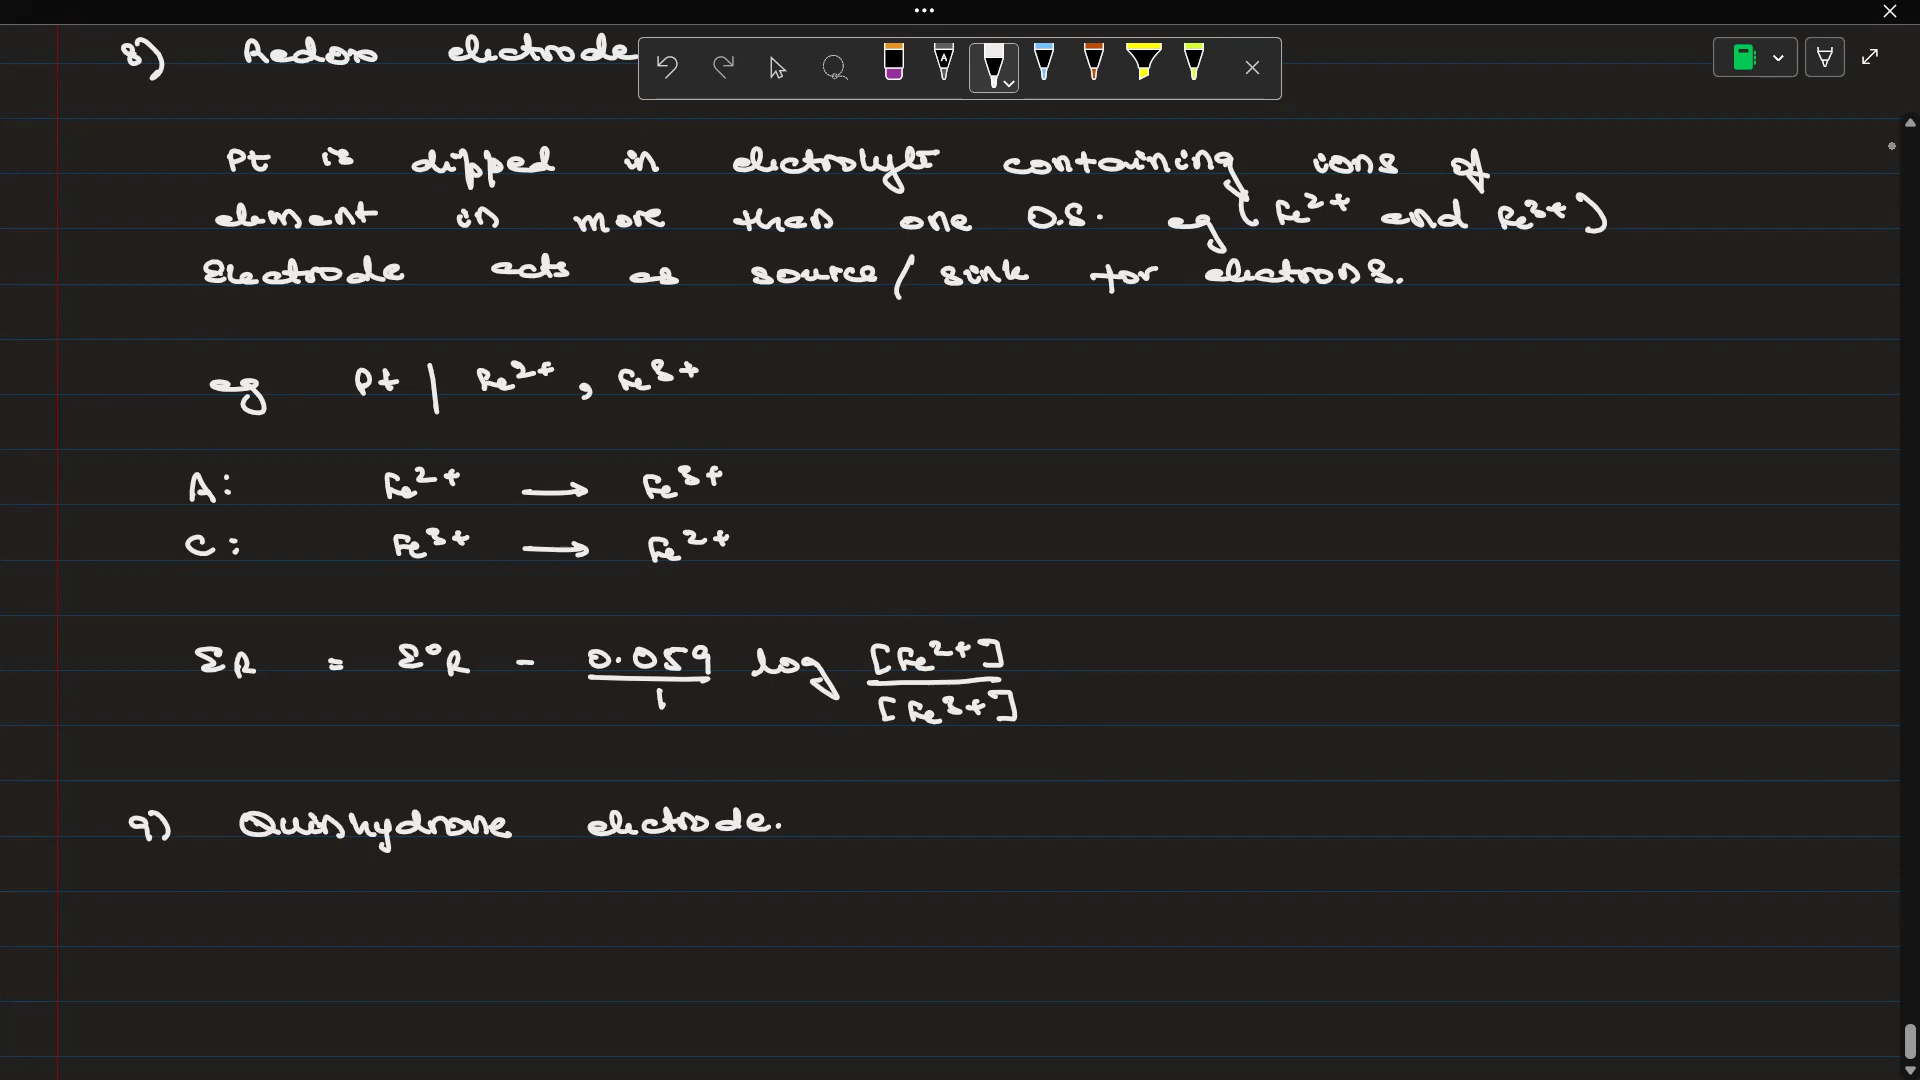 8) Redox electrode
Pt is dipped in electrolyte containing ions of
element in more than one O.S. eg (Fe²⁺ and Fe³⁺)
Electrode acts as source / sink for electrons.
eg Pt | Fe²⁺ , Fe³⁺
A: Fe²⁺ ⟶ Fe³⁺
C: Fe³⁺ ⟶ Fe²⁺
ΣR = Σ°R - 0.059/1 log [Fe²⁺]/[Fe³⁺]
9) Quinhydrone electrode.